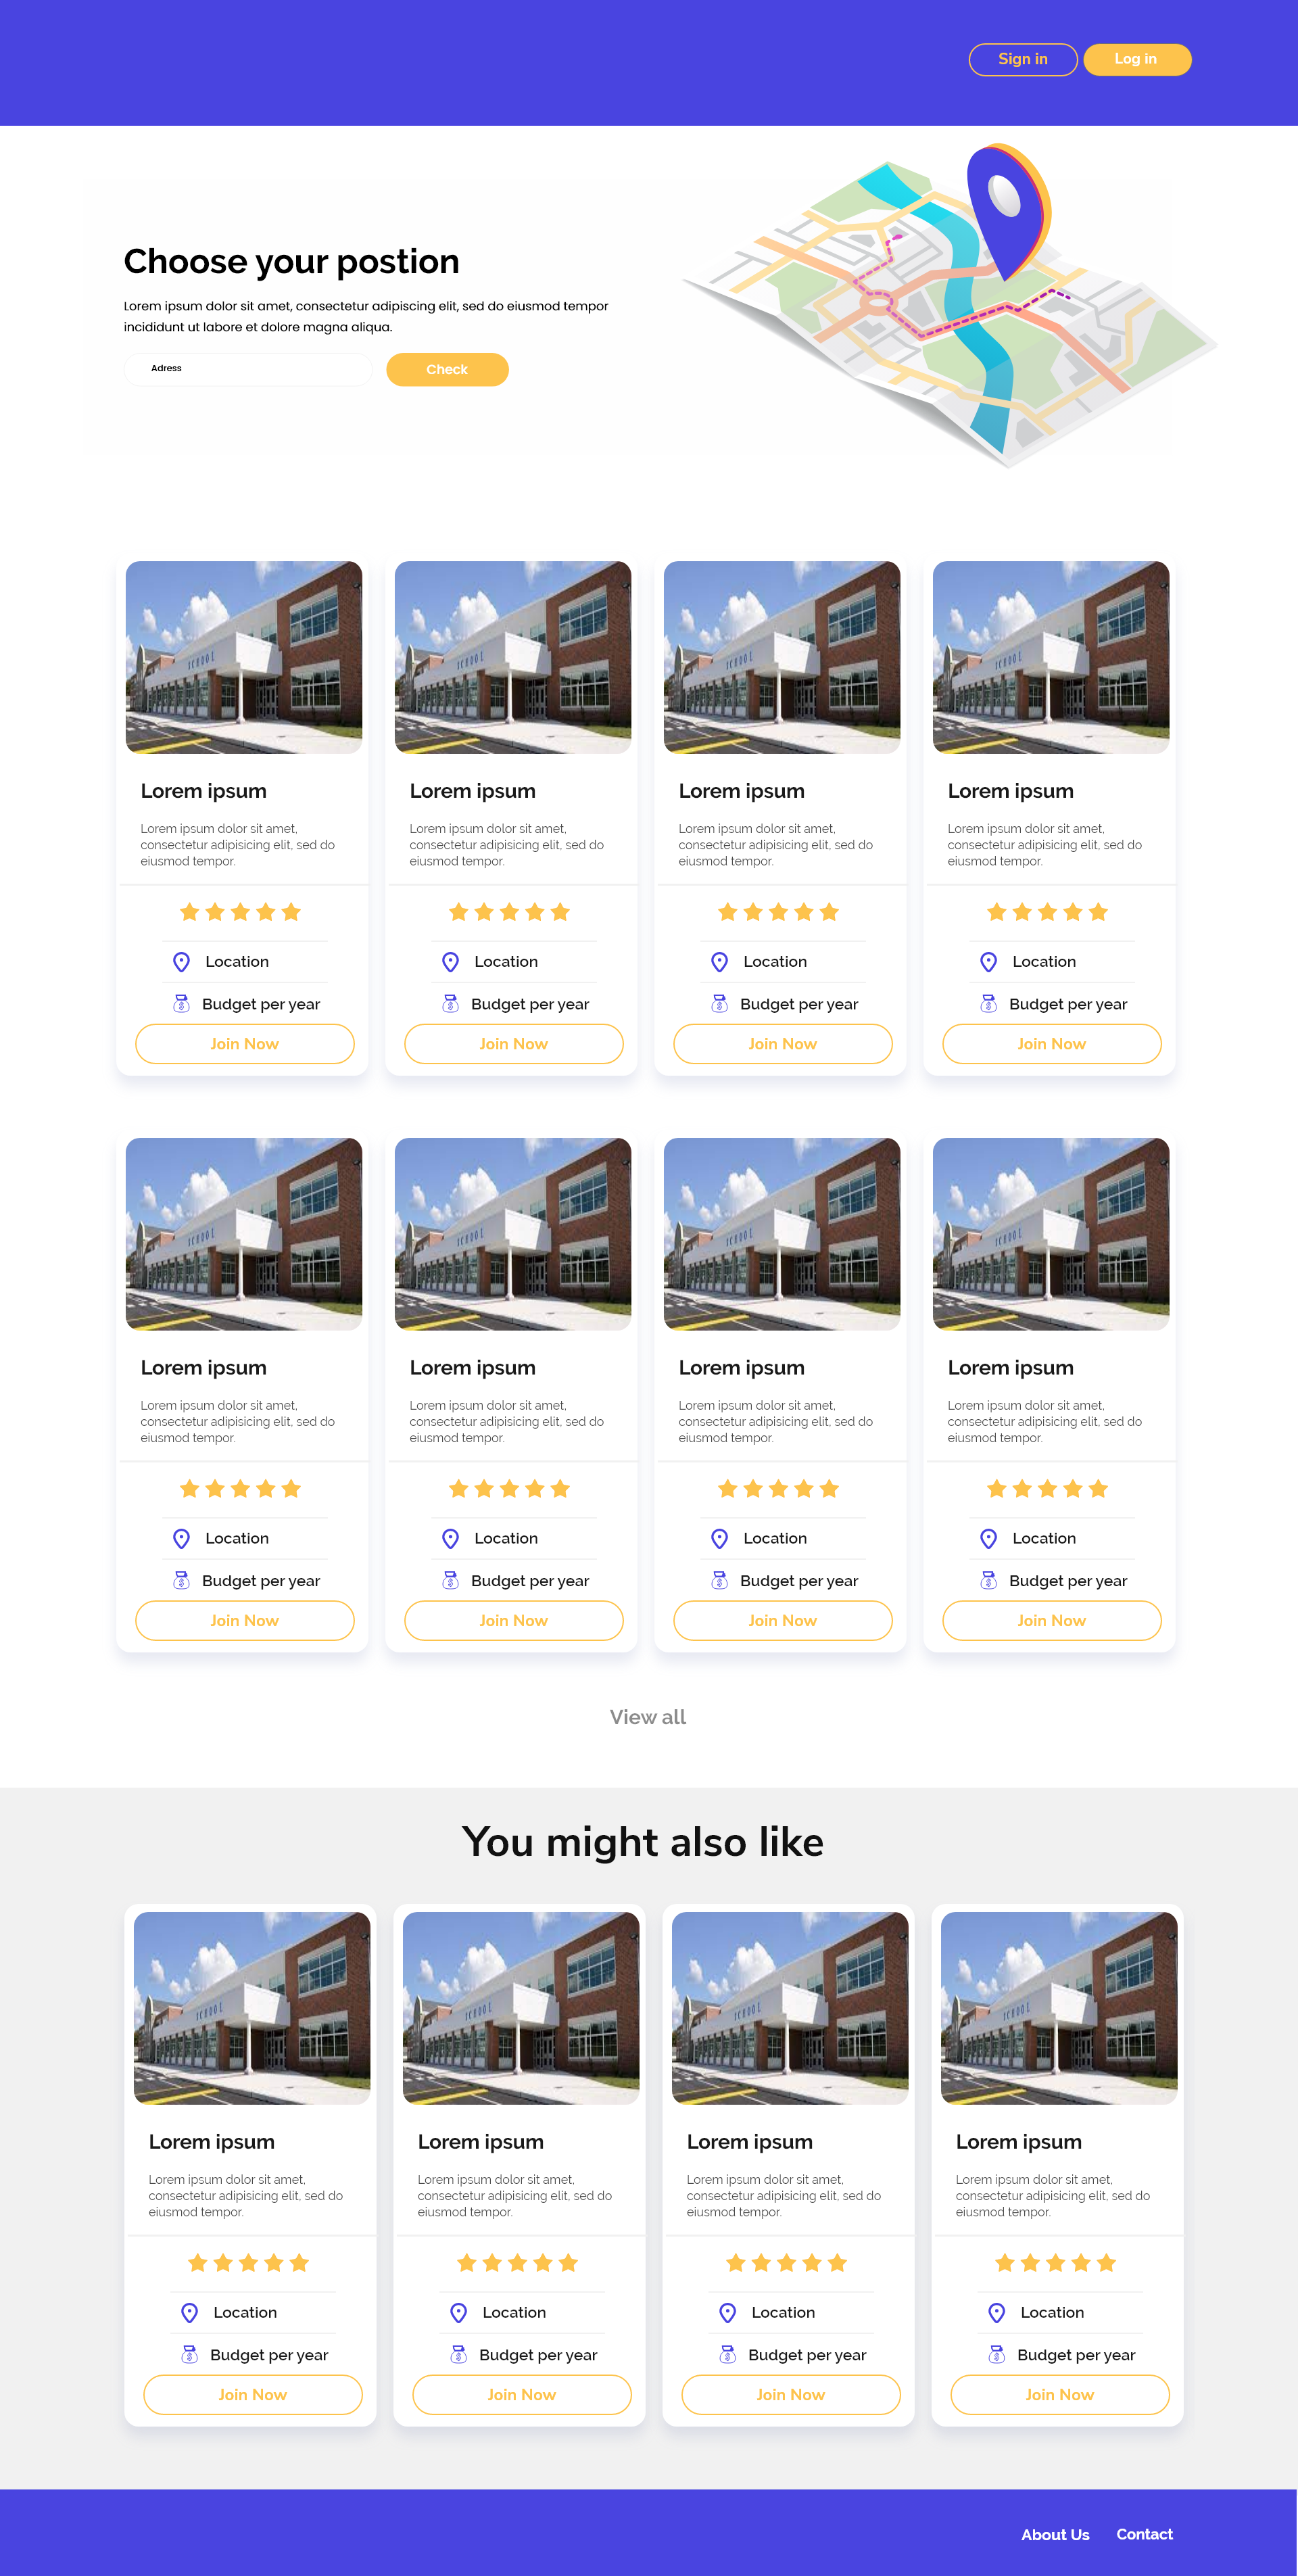 Sign in
Log in
Choose your postion
Lorem ipsum dolor sit amet, consectetur adipiscing elit, sed do eiusmod tempor
incididunt ut labore et dolore magna aliqua.
Adress
Check
SCHOOL
SCHOOL
SCHOOL
SCHOOL
Lorem ipsum
Lorem ipsum
Lorem ipsum
Lorem ipsum
Lorem ipsum dolor sit amet,
consectetur adipisicing elit, sed do
eiusmod tempor.
Lorem ipsum dolor sit amet,
consectetur adipisicing elit, sed do
eiusmod tempor.
Lorem ipsum dolor sit amet,
consectetur adipisicing elit, sed do
eiusmod tempor.
Lorem ipsum dolor sit amet,
consectetur adipisicing elit, sed do
eiusmod tempor.
Location
Location
Location
Location
Budget per year
Budget per year
Budget per year
Budget per year
Join Now
Join Now
Join Now
Join Now
SCHOOL
SCHOOL
SCHOOL
SCHOOL
Lorem ipsum
Lorem ipsum
Lorem ipsum
Lorem ipsum
Lorem ipsum dolor sit amet,
consectetur adipisicing elit, sed do
eiusmod tempor.
Lorem ipsum dolor sit amet,
consectetur adipisicing elit, sed do
eiusmod tempor.
Lorem ipsum dolor sit amet,
consectetur adipisicing elit, sed do
eiusmod tempor.
Lorem ipsum dolor sit amet,
consectetur adipisicing elit, sed do
eiusmod tempor.
Location
Location
Location
Location
Budget per year
Budget per year
Budget per year
Budget per year
Join Now
Join Now
Join Now
Join Now
View all
You might also like
SCHOOL
SCHOOL
SCHOOL
SCHOOL
Lorem ipsum
Lorem ipsum
Lorem ipsum
Lorem ipsum
Lorem ipsum dolor sit amet,
consectetur adipisicing elit, sed do
eiusmod tempor.
Lorem ipsum dolor sit amet,
consectetur adipisicing elit, sed do
eiusmod tempor.
Lorem ipsum dolor sit amet,
consectetur adipisicing elit, sed do
eiusmod tempor.
Lorem ipsum dolor sit amet,
consectetur adipisicing elit, sed do
eiusmod tempor.
Location
Location
Location
Location
Budget per year
Budget per year
Budget per year
Budget per year
Join Now
Join Now
Join Now
Join Now
About Us
Contact